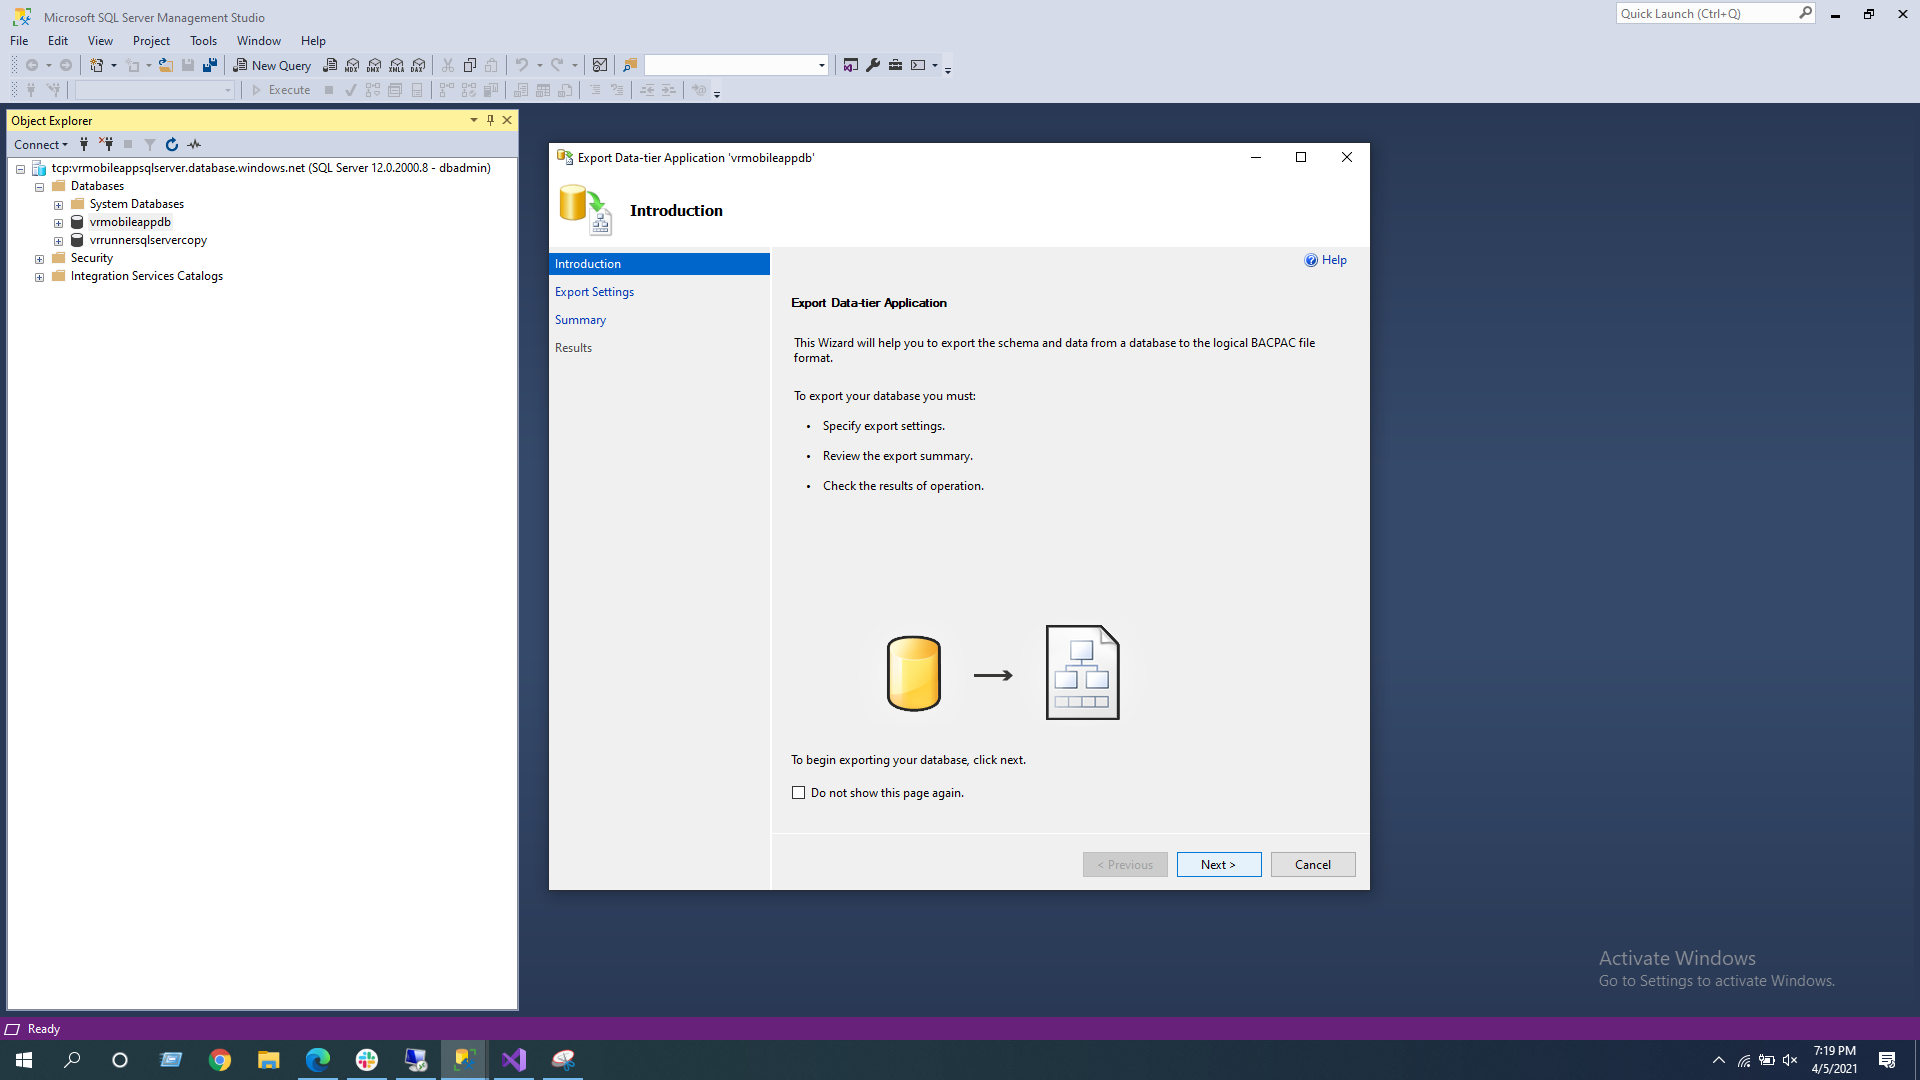 Microsoft SQL Server Management Studio
Quick Launch (Ctrl+Q)
File Edit View Project Tools Window Help
New Query
MDX DMX XMLA DAX
Execute
Object Explorer
Connect
tcp:vrmobileappsqlserver.database.windows.net (SQL Server 12.0.2000.8 - dbadmin)
Databases
System Databases
vrmobileappdb
vrrunnersqlservercopy
Security
Integration Services Catalogs
Export Data-tier Application 'vrmobileappdb'
Introduction
Introduction
Export Settings
Summary
Results
Help
Export Data-tier Application
This Wizard will help you to export the schema and data from a database to the logical BACPAC file
format.
To export your database you must:
• Specify export settings.
• Review the export summary.
• Check the results of operation.
To begin exporting your database, click next.
Do not show this page again.
< Previous
Next >
Cancel
Activate Windows
Go to Settings to activate Windows.
Ready
7:19 PM
4/5/2021